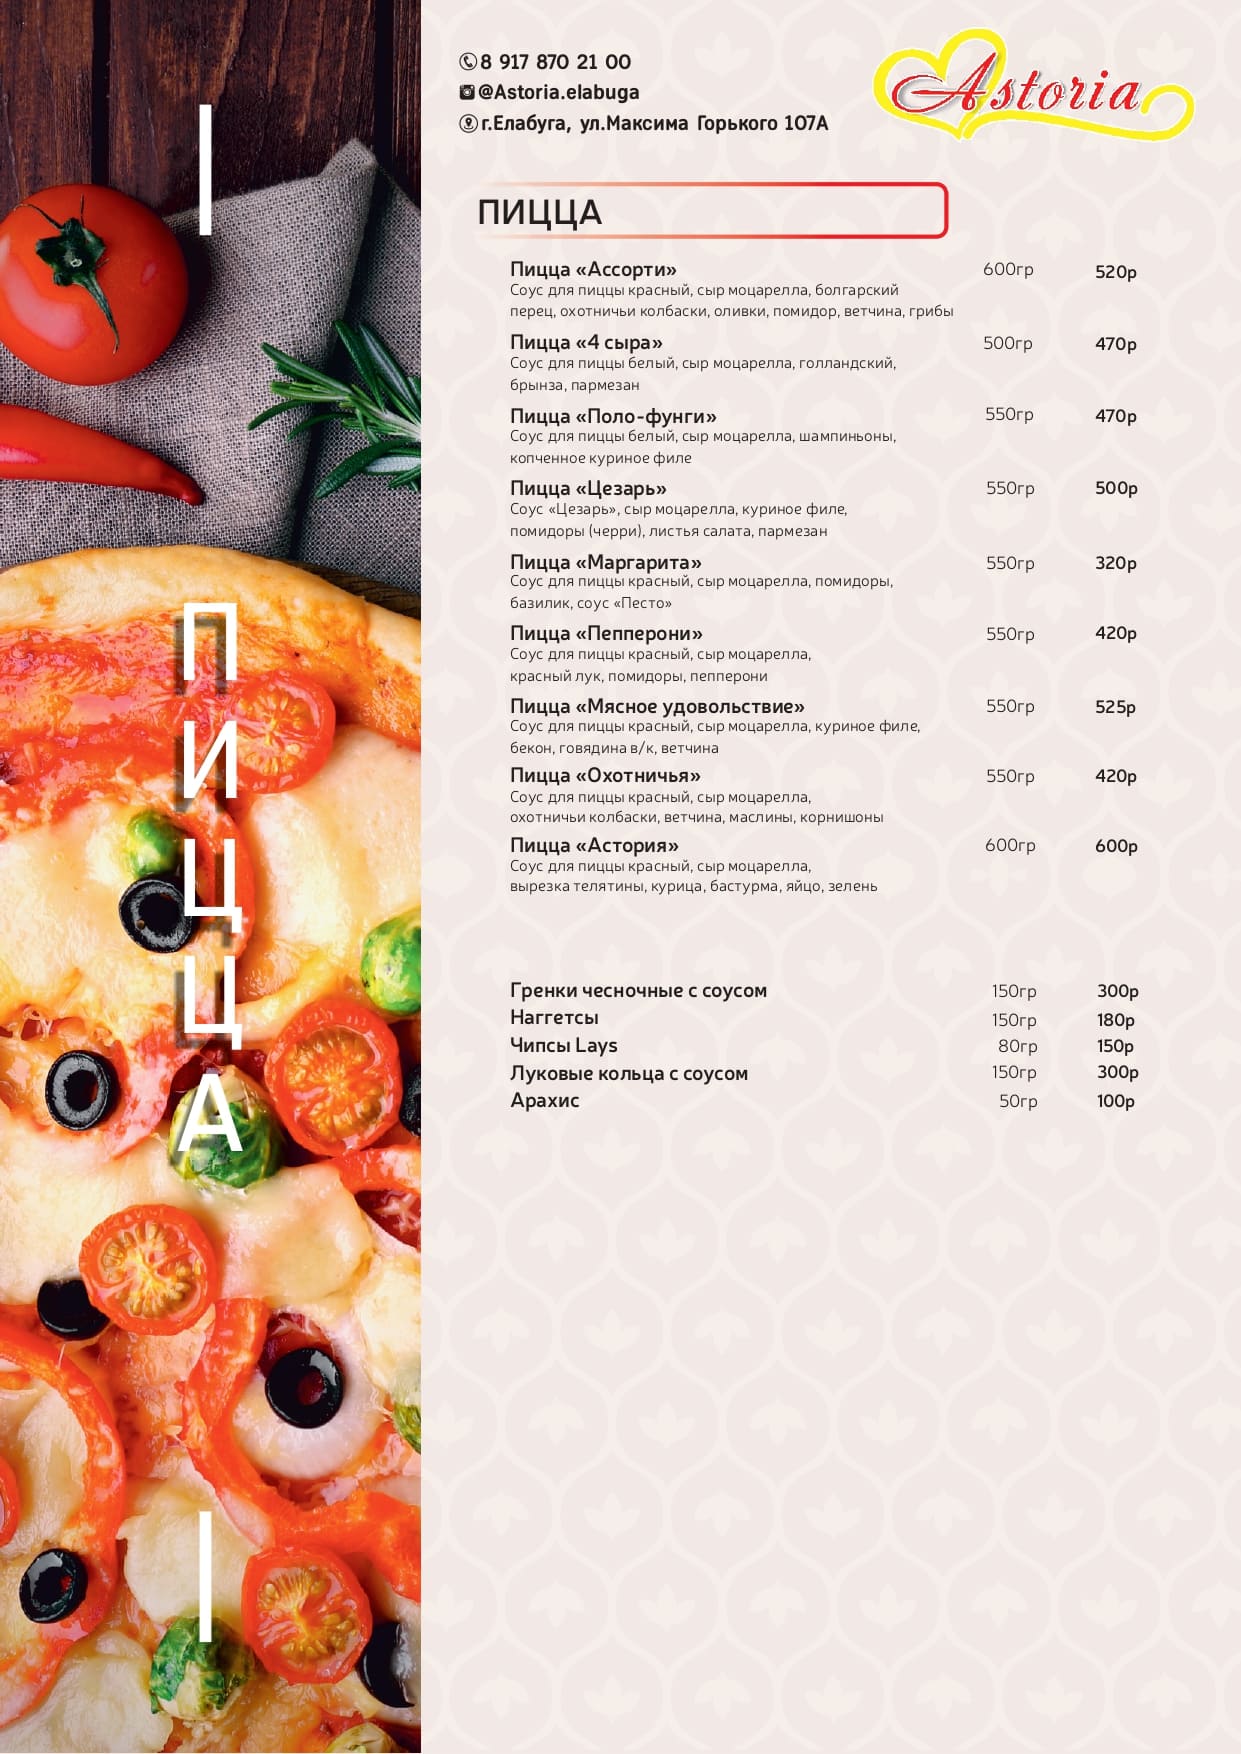 8 917 870 21 00
@Astoria.elabuga
г.Елабуга, ул.Максима Горького 107А
Astoria
ПИЦЦА
ПИЦЦА
Пицца «Ассорти» 600гр 520р
Соус для пиццы красный, сыр моцарелла, болгарский
перец, охотничьи колбаски, оливки, помидор, ветчина, грибы
Пицца «4 сыра» 500гр 470р
Соус для пиццы белый, сыр моцарелла, голландский,
брынза, пармезан
Пицца «Поло-фунги» 550гр 470р
Соус для пиццы белый, сыр моцарелла, шампиньоны,
копченное куриное филе
Пицца «Цезарь» 550гр 500р
Соус «Цезарь», сыр моцарелла, куриное филе,
помидоры (черри), листья салата, пармезан
Пицца «Маргарита» 550гр 320р
Соус для пиццы красный, сыр моцарелла, помидоры,
базилик, соус «Песто»
Пицца «Пепперони» 550гр 420р
Соус для пиццы красный, сыр моцарелла,
красный лук, помидоры, пепперони
Пицца «Мясное удовольствие» 550гр 525р
Соус для пиццы красный, сыр моцарелла, куриное филе,
бекон, говядина в/к, ветчина
Пицца «Охотничья» 550гр 420р
Соус для пиццы красный, сыр моцарелла,
охотничьи колбаски, ветчина, маслины, корнишоны
Пицца «Астория» 600гр 600р
Соус для пиццы красный, сыр моцарелла,
вырезка телятины, курица, бастурма, яйцо, зелень
Гренки чесночные с соусом 150гр 300р
Наггетсы 150гр 180р
Чипсы Lays 80гр 150р
Луковые кольца с соусом 150гр 300р
Арахис 50гр 100р